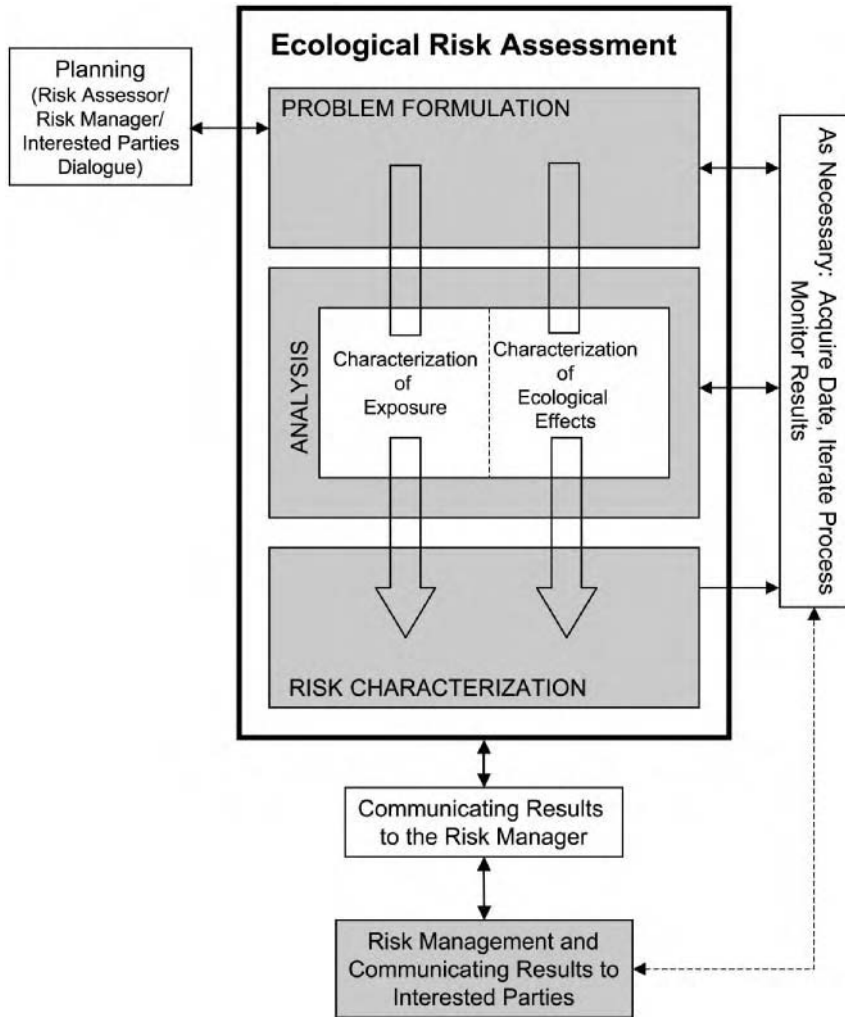 Ecological Risk Assessment
Planning
(Risk Assessor/
Risk Manager/
Interested Parties
Dialogue)
PROBLEM FORMULATION
ANALYSIS
Characterization
of
Exposure
Characterization
of
Ecological
Effects
RISK CHARACTERIZATION
As Necessary: Acquire Date, Iterate Process
Monitor Results
Communicating Results
to the Risk Manager
Risk Management and
Communicating Results to
Interested Parties